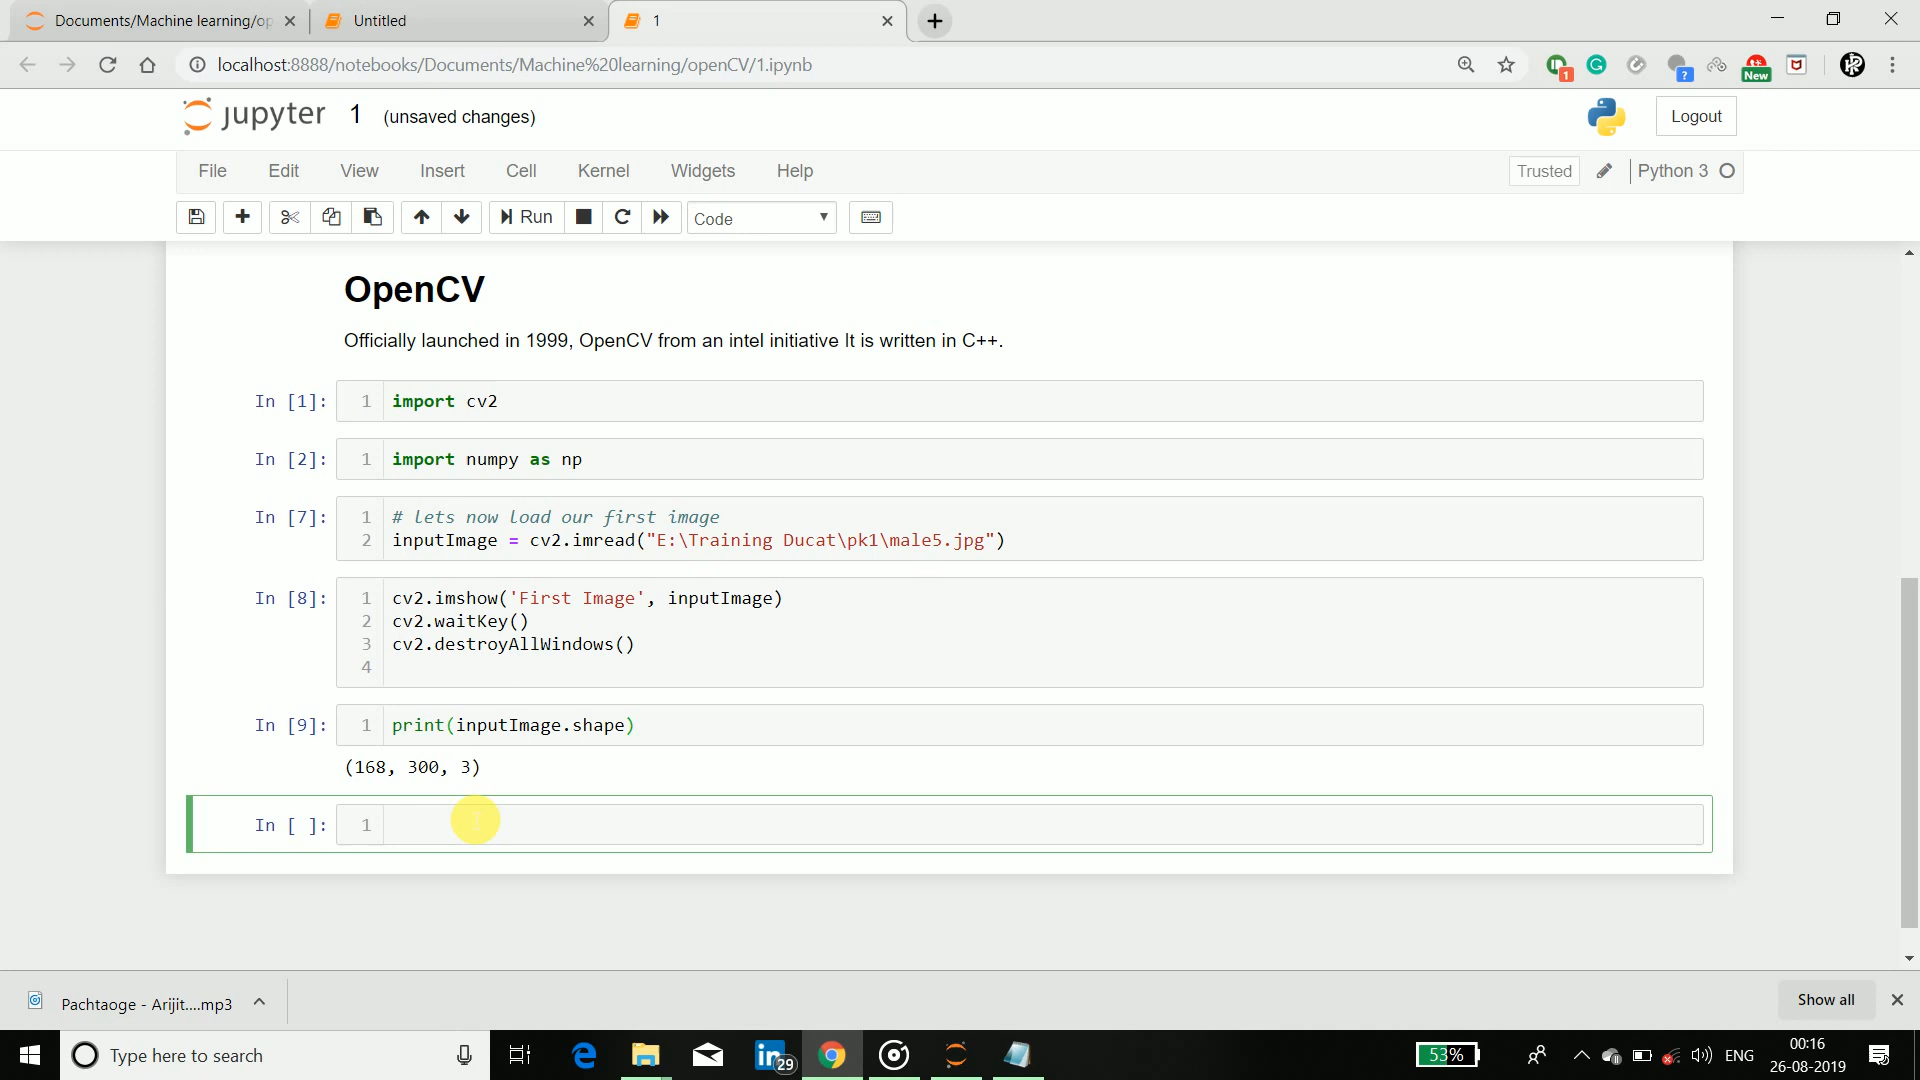 Documents/Machine learning/op
Untitled
1
localhost:8888/notebooks/Documents/Machine%20learning/openCV/1.ipynb
1
?
New
jupyter 1 (unsaved changes)
Logout
File Edit View Insert Cell Kernel Widgets Help
Trusted
Python 3
Run
Code
OpenCV
Officially launched in 1999, OpenCV from an intel initiative It is written in C++.
In [1]: 1 import cv2
In [2]: 1 import numpy as np
In [7]: 1 # lets now load our first image
2 inputImage = cv2.imread("E:\Training Ducat\pk1\male5.jpg")
In [8]: 1 cv2.imshow('First Image', inputImage)
2 cv2.waitKey()
3 cv2.destroyAllWindows()
4
In [9]: 1 print(inputImage.shape)
(168, 300, 3)
In [ ]: 1
Pachtaoge - Arijit....mp3
Show all
Type here to search
29
53%
ENG
00:16
26-08-2019